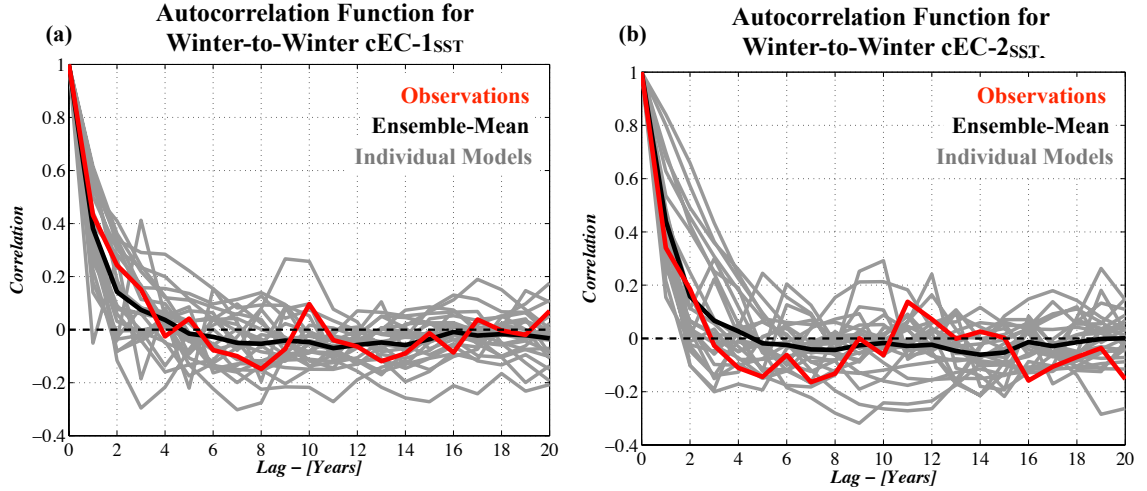 (a)
Autocorrelation Function for
Winter-to-Winter cEC-1SST
Observations
Ensemble-Mean
Individual Models
Correlation
1
0.8
0.6
0.4
0.2
0
−0.2
−0.4
0 2 4 6 8 10 12 14 16 18 20
Lag − [Years]
(b)
Autocorrelation Function for
Winter-to-Winter cEC-2SST.
Observations
Ensemble-Mean
Individual Models
Correlation
1
0.8
0.6
0.4
0.2
0
−0.2
−0.4
0 2 4 6 8 10 12 14 16 18 20
Lag − [Years]